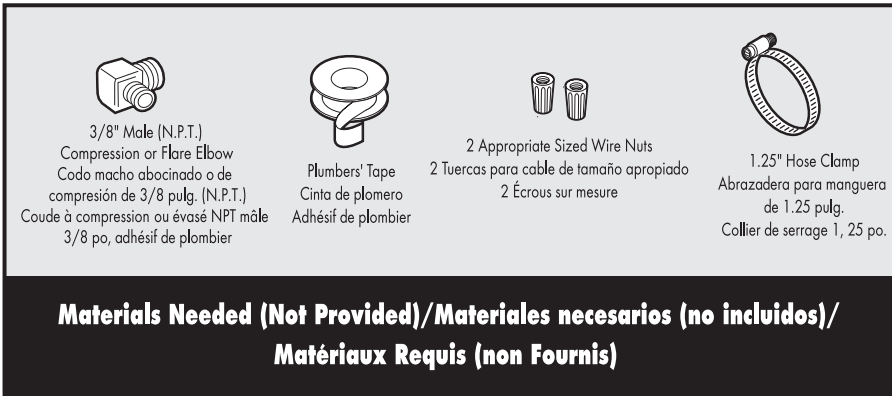 3/8" Male (N.P.T.)
Compression or Flare Elbow
Codo macho abocinado o de
compresión de 3/8 pulg. (N.P.T.)
Coude à compression ou évasé NPT mâle
3/8 po, adhésif de plombier
Plumbers' Tape
Cinta de plomero
Adhésif de plombier
2 Appropriate Sized Wire Nuts
2 Tuercas para cable de tamaño apropiado
2 Écrous sur mesure
1.25" Hose Clamp
Abrazadera para manguera
de 1.25 pulg.
Collier de serrage 1, 25 po.
Materials Needed (Not Provided)/Materiales necesarios (no incluidos)/
Matériaux Requis (non Fournis)